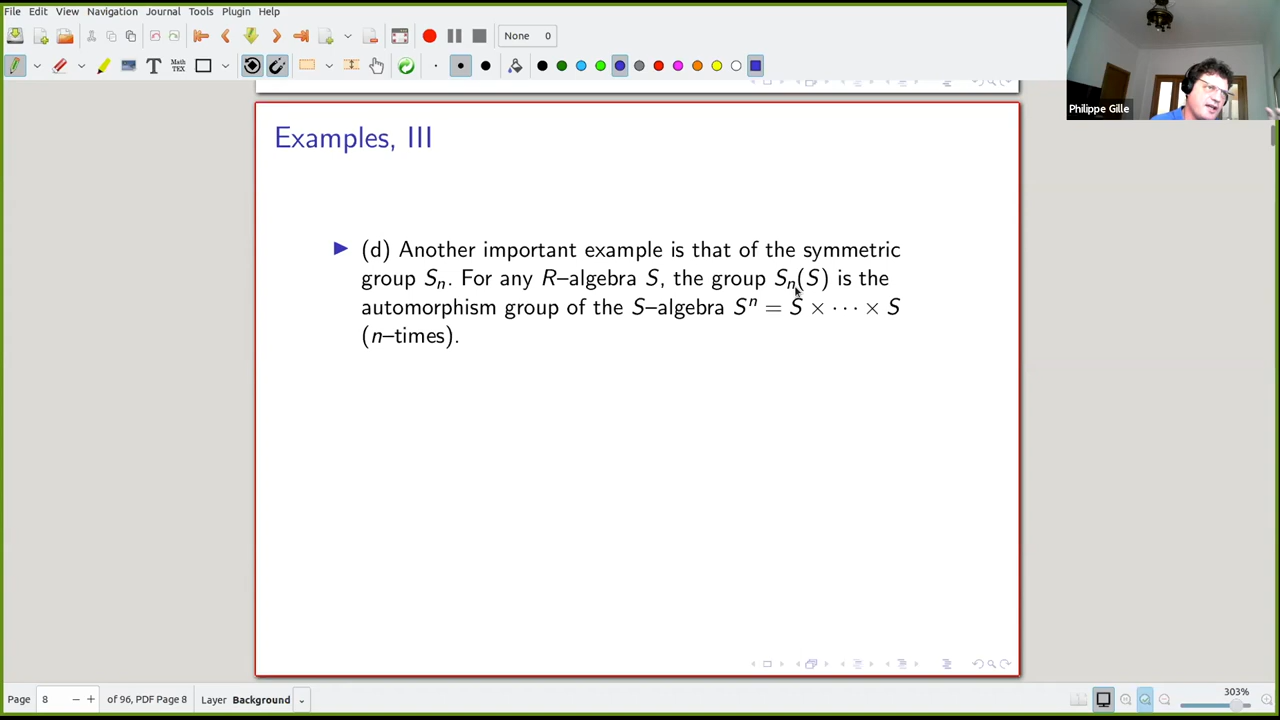 File Edit View Navigation Journal Tools Plugin Help
None 0
T MATH TEX
Philippe Gille
Examples, III
▶ (d) Another important example is that of the symmetric
group Sₙ. For any R–algebra S, the group Sₙ(S) is the
automorphism group of the S–algebra Sⁿ = S × ··· × S
(n–times).
Page 8 − + of 96, PDF Page 8 Layer Background 303%